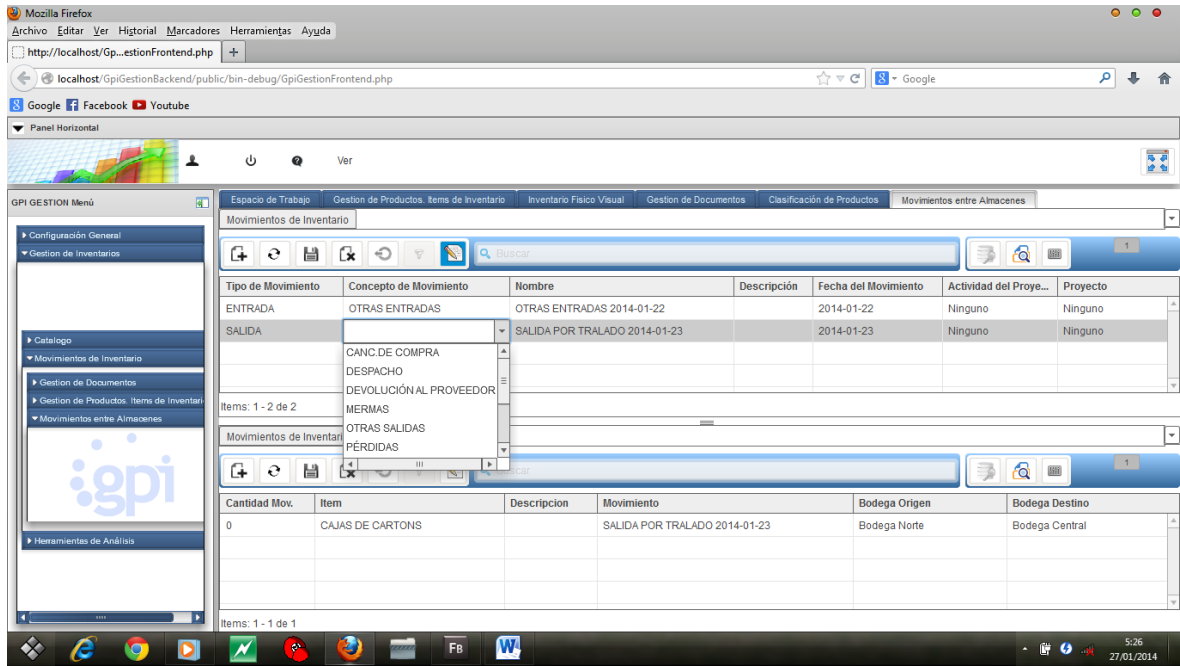 Mozilla Firefox
Archivo Editar Ver Historial Marcadores Herramientas Ayuda
http://localhost/Gp...estionFrontend.php +
localhost/GpiGestionBackend/public/bin-debug/GpiGestionFrontend.php 8 Google
8 Google Facebook Youtube
Panel Horizontal
Ver
GPI GESTION Menú
Configuración General
Gestion de Inventarios
Catalogo
Movimientos de Inventario
Gestion de Documentos
Gestion de Productos. Items de Inventari
Movimientos entre Almacenes
gpi
Herramientas de Análisis
Espacio de Trabajo Gestion de Productos. Items de Inventario Inventario Fisico Visual Gestion de Documentos Clasificación de Productos Movimientos entre Almacenes
Movimientos de Inventario
Buscar 1
Tipo de Movimiento Concepto de Movimiento Nombre Descripción Fecha del Movimiento Actividad del Proye... Proyecto
ENTRADA OTRAS ENTRADAS OTRAS ENTRADAS 2014-01-22 2014-01-22 Ninguno Ninguno
SALIDA SALIDA POR TRALADO 2014-01-23 2014-01-23 Ninguno Ninguno
CANC.DE COMPRA
DESPACHO
DEVOLUCIÓN AL PROVEEDOR
MERMAS
OTRAS SALIDAS
PÉRDIDAS
Items: 1 - 2 de 2
Movimientos de Inventari
scar 1
Cantidad Mov. Item Descripcion Movimiento Bodega Origen Bodega Destino
0 CAJAS DE CARTONS SALIDA POR TRALADO 2014-01-23 Bodega Norte Bodega Central
Items: 1 - 1 de 1
FB W
5:26
27/01/2014